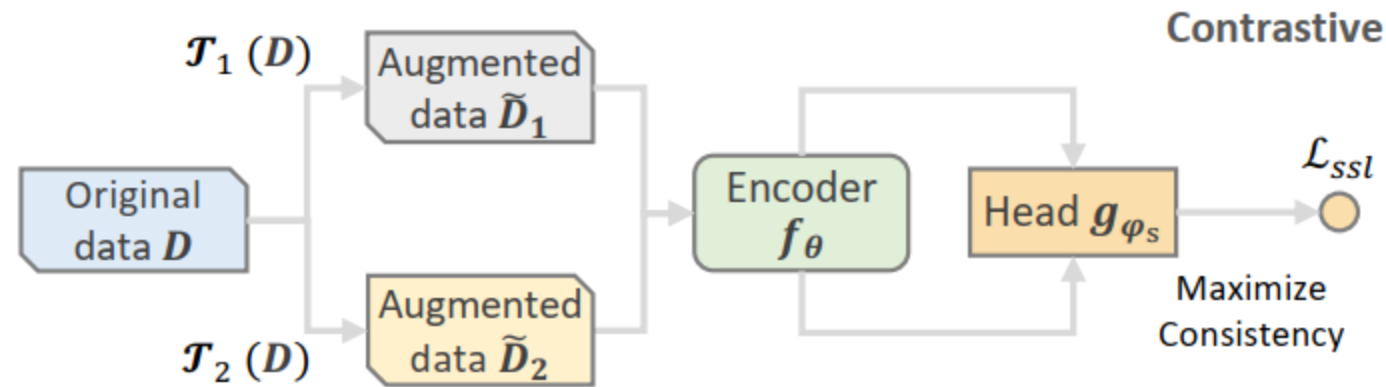 Contrastive
𝒯₁ (D)
Augmented
data D̃₁
Original
data D
Encoder
f_θ
Head g_φₛ
ℒ_ssl
Maximize
Consistency
Augmented
data D̃₂
𝒯₂ (D)